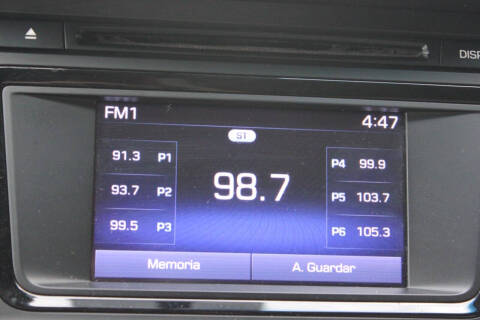 DISP
FM1 4:47
ST
91.3 P1 P4 99.9
93.7 P2 98.7 P5 103.7
99.5 P3 P6 105.3
Memoria A. Guardar